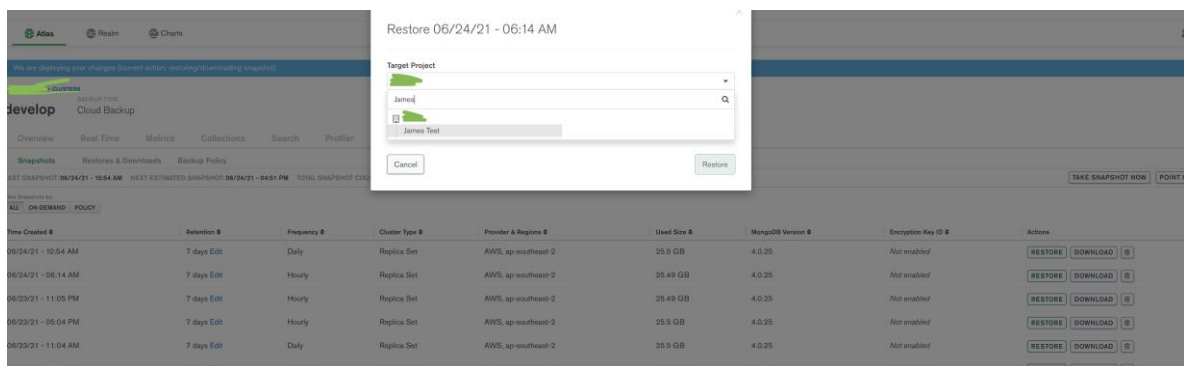 Atlas Realm Charts
We are deploying your changes (current action: restoring/downloading snapshot)
> CLUSTERS
develop
BACKUP TYPE
Cloud Backup
Overview Real Time Metrics Collections Search Profiler
Snapshots Restores & Downloads Backup Policy
AST SNAPSHOT: 06/24/21 - 10:54 AM NEXT ESTIMATED SNAPSHOT: 06/24/21 - 04:51 PM TOTAL SNAPSHOT COU
Snapshots by
ALL ON-DEMAND POLICY
Restore 06/24/21 - 06:14 AM
Target Project
James
James Test
Cancel Restore
TAKE SNAPSHOT NOW POINT
Time Created Retention Frequency Cluster Type Provider & Regions Used Size MongoDB Version Encryption Key ID Actions
06/24/21 - 10:54 AM 7 days Edit Daily Replica Set AWS, ap-southeast-2 25.5 GB 4.0.25 Not enabled RESTORE DOWNLOAD
06/24/21 - 06:14 AM 7 days Edit Hourly Replica Set AWS, ap-southeast-2 25.49 GB 4.0.25 Not enabled RESTORE DOWNLOAD
06/23/21 - 11:05 PM 7 days Edit Hourly Replica Set AWS, ap-southeast-2 25.49 GB 4.0.25 Not enabled RESTORE DOWNLOAD
06/23/21 - 05:04 PM 7 days Edit Hourly Replica Set AWS, ap-southeast-2 25.5 GB 4.0.25 Not enabled RESTORE DOWNLOAD
06/23/21 - 11:04 AM 7 days Edit Daily Replica Set AWS, ap-southeast-2 25.5 GB 4.0.25 Not enabled RESTORE DOWNLOAD